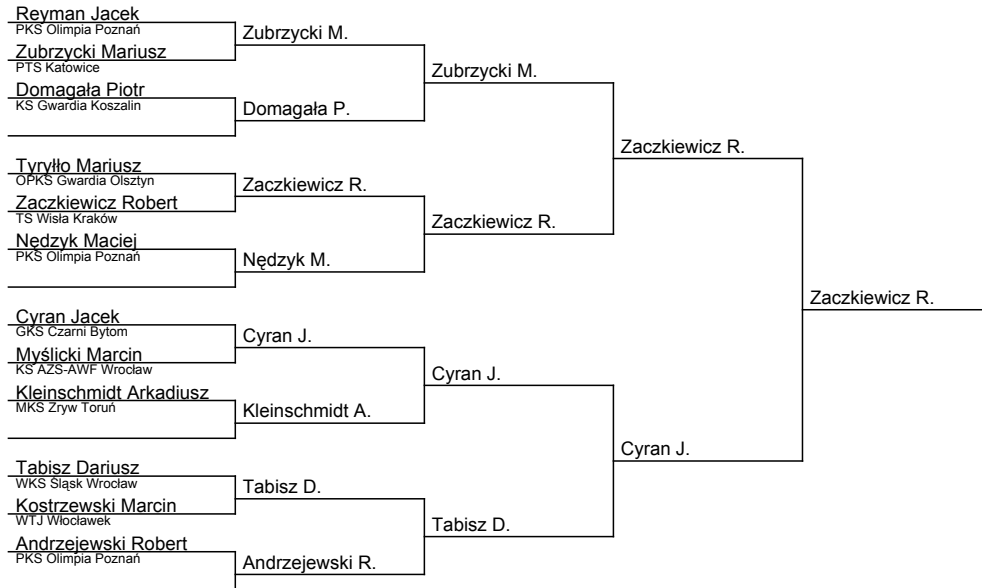 Reyman Jacek
PKS Olimpia Poznań
Zubrzycki Mariusz
PTS Katowice
Domagała Piotr
KS Gwardia Koszalin
Tyryłło Mariusz
OPKS Gwardia Olsztyn
Zaczkiewicz Robert
TS Wisła Kraków
Nędzyk Maciej
PKS Olimpia Poznań
Cyran Jacek
GKS Czarni Bytom
Myślicki Marcin
KS AZS-AWF Wrocław
Kleinschmidt Arkadiusz
MKS Zryw Toruń
Tabisz Dariusz
WKS Śląsk Wrocław
Kostrzewski Marcin
WTJ Włocławek
Andrzejewski Robert
PKS Olimpia Poznań
Zubrzycki M.
Domagała P.
Zaczkiewicz R.
Nędzyk M.
Cyran J.
Kleinschmidt A.
Tabisz D.
Andrzejewski R.
Zubrzycki M.
Zaczkiewicz R.
Cyran J.
Tabisz D.
Zaczkiewicz R.
Cyran J.
Zaczkiewicz R.